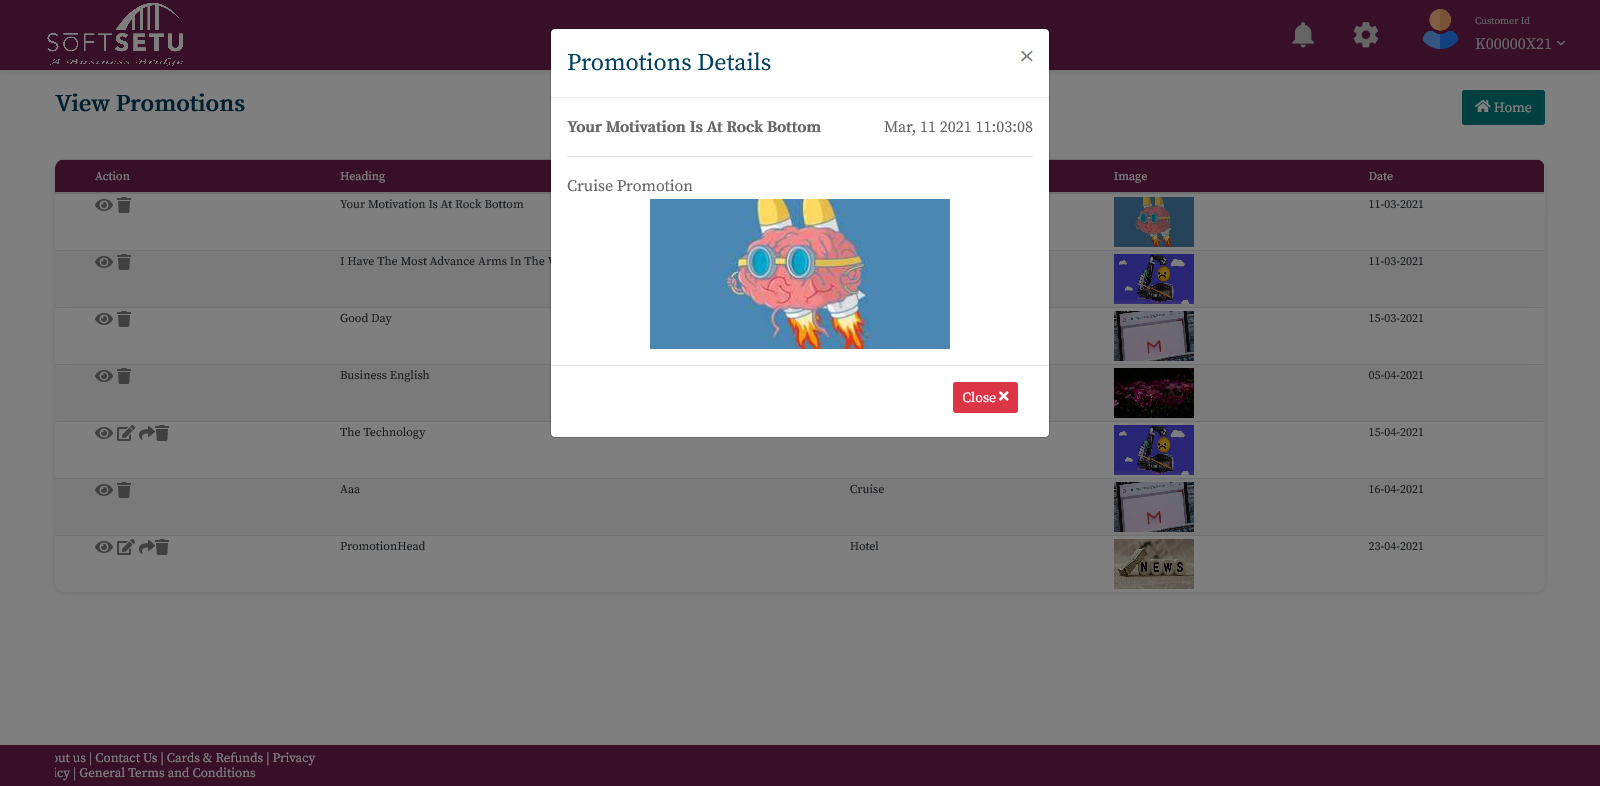 SOFTSETU
A Business Bridge
Customer Id
K00000X21
View Promotions
Home
Promotions Details
×
Your Motivation Is At Rock Bottom Mar, 11 2021 11:03:08
Cruise Promotion
Close
Action Heading Image Date
Your Motivation Is At Rock Bottom 11-03-2021
I Have The Most Advance Arms In The 11-03-2021
Good Day 15-03-2021
Business English 05-04-2021
The Technology 15-04-2021
Aaa Cruise 16-04-2021
PromotionHead Hotel 23-04-2021
NEWS
out us | Contact Us | Cards & Refunds | Privacy
icy | General Terms and Conditions